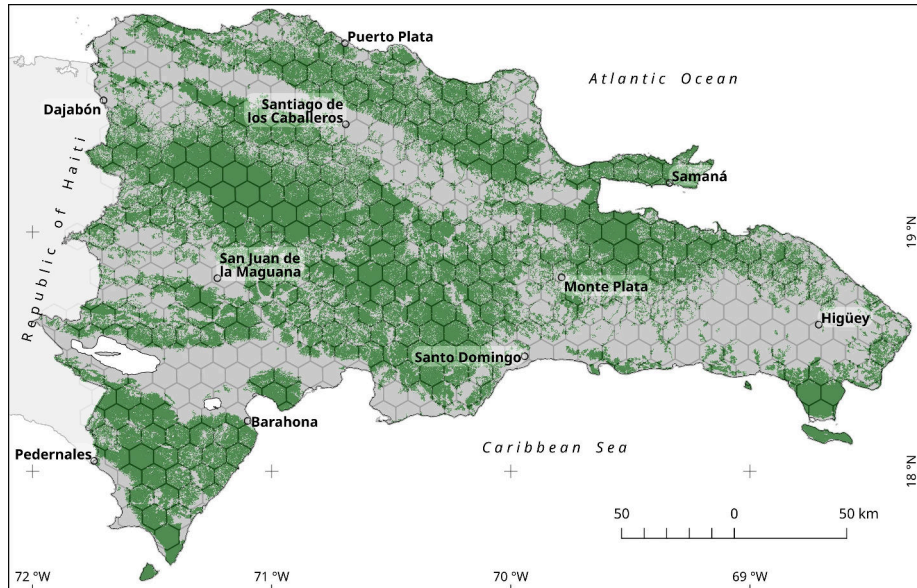 Puerto Plata
Atlantic Ocean
Dajabón
Santiago de
los Caballeros
Republic of Haiti
Samaná
19 °N
San Juan de
la Maguana
Monte Plata
Higüey
Santo Domingo
Barahona
Caribbean Sea
Pedernales
18 °N
50 0 50 km
72 °W 71 °W 70 °W 69 °W